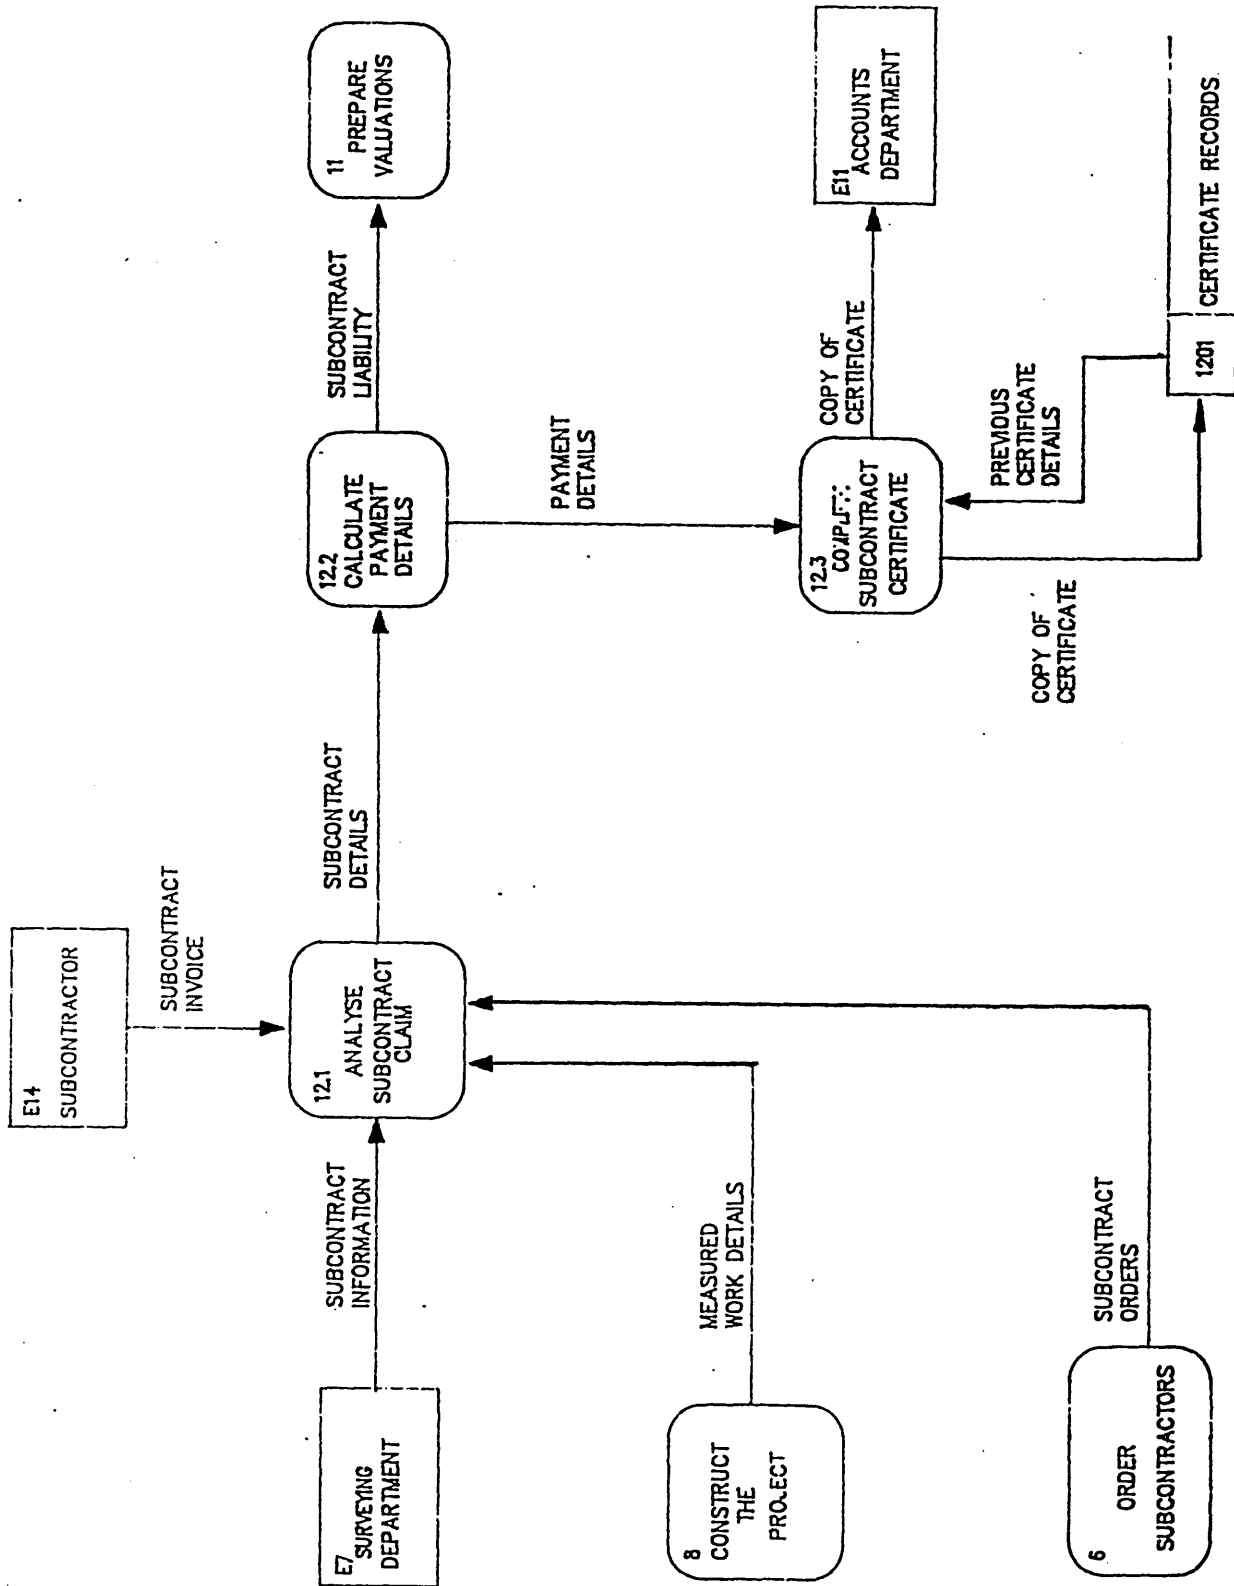 E14
SUBCONTRACTOR
SUBCONTRACT
INVOICE
E7
SURVEYING
DEPARTMENT
SUBCONTRACT
INFORMATION
12.1
ANALYSE
SUBCONTRACT
CLAIM
SUBCONTRACT
DETAILS
12.2
CALCULATE
PAYMENT
DETAILS
SUBCONTRACT
LIABILITY
11
PREPARE
VALUATIONS
PAYMENT
DETAILS
8
CONSTRUCT
THE
PROJECT
MEASURED
WORK DETAILS
12.3
SUBCONTRACT
CERTIFICATE
COPY OF
CERTIFICATE
E11
ACCOUNTS
DEPARTMENT
PREVIOUS
CERTIFICATE
DETAILS
COPY OF
CERTIFICATE
6
ORDER
SUBCONTRACTORS
SUBCONTRACT
ORDERS
1201
CERTIFICATE RECORDS